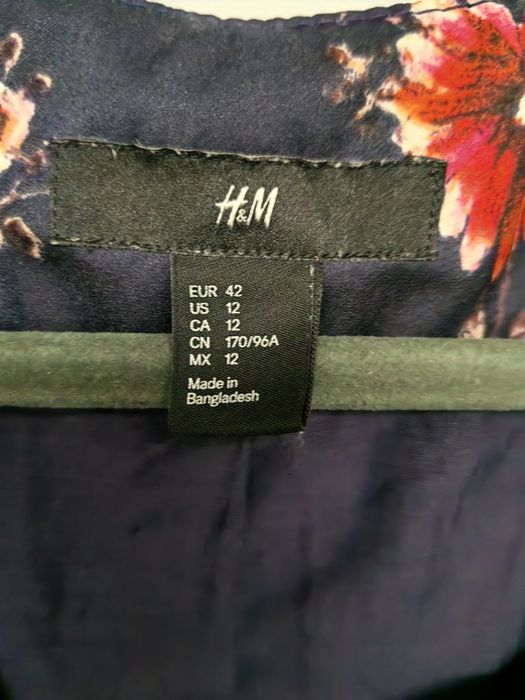 H&M
EUR 42
US 12
CA 12
CN 170/96A
MX 12
Made in
Bangladesh